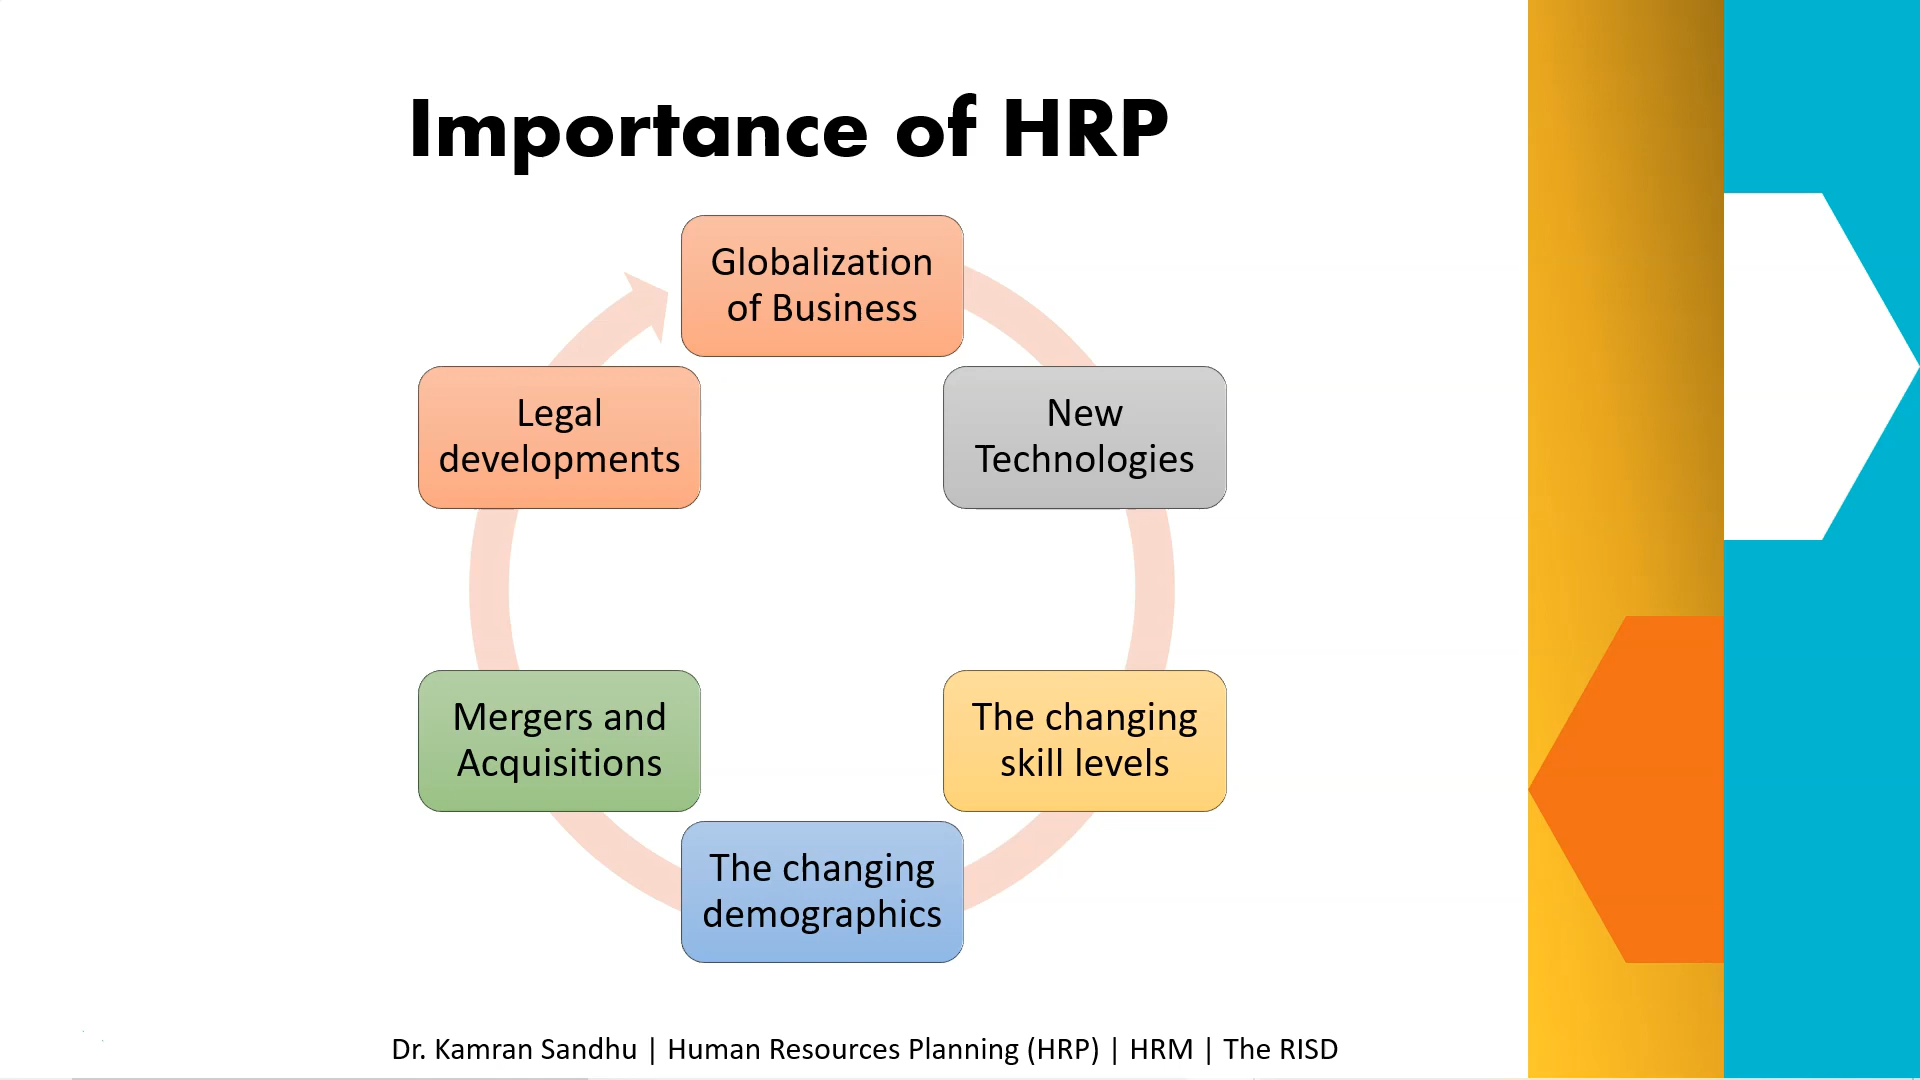 Importance of HRP
Globalization
of Business
New
Technologies
The changing
skill levels
The changing
demographics
Mergers and
Acquisitions
Legal
developments
Dr. Kamran Sandhu | Human Resources Planning (HRP) | HRM | The RISD